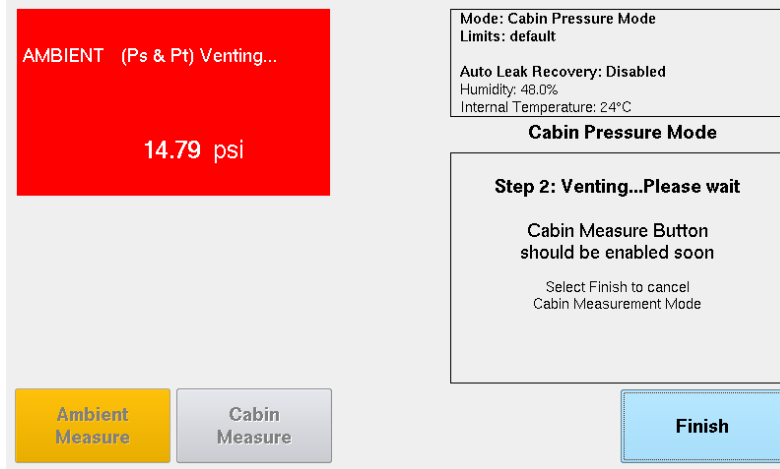 AMBIENT (Ps & Pt) Venting...
14.79 psi
Mode: Cabin Pressure Mode
Limits: default
Auto Leak Recovery: Disabled
Humidity: 48.0%
Internal Temperature: 24°C
Cabin Pressure Mode
Step 2: Venting...Please wait
Cabin Measure Button
should be enabled soon
Select Finish to cancel
Cabin Measurement Mode
Ambient
Measure
Cabin
Measure
Finish